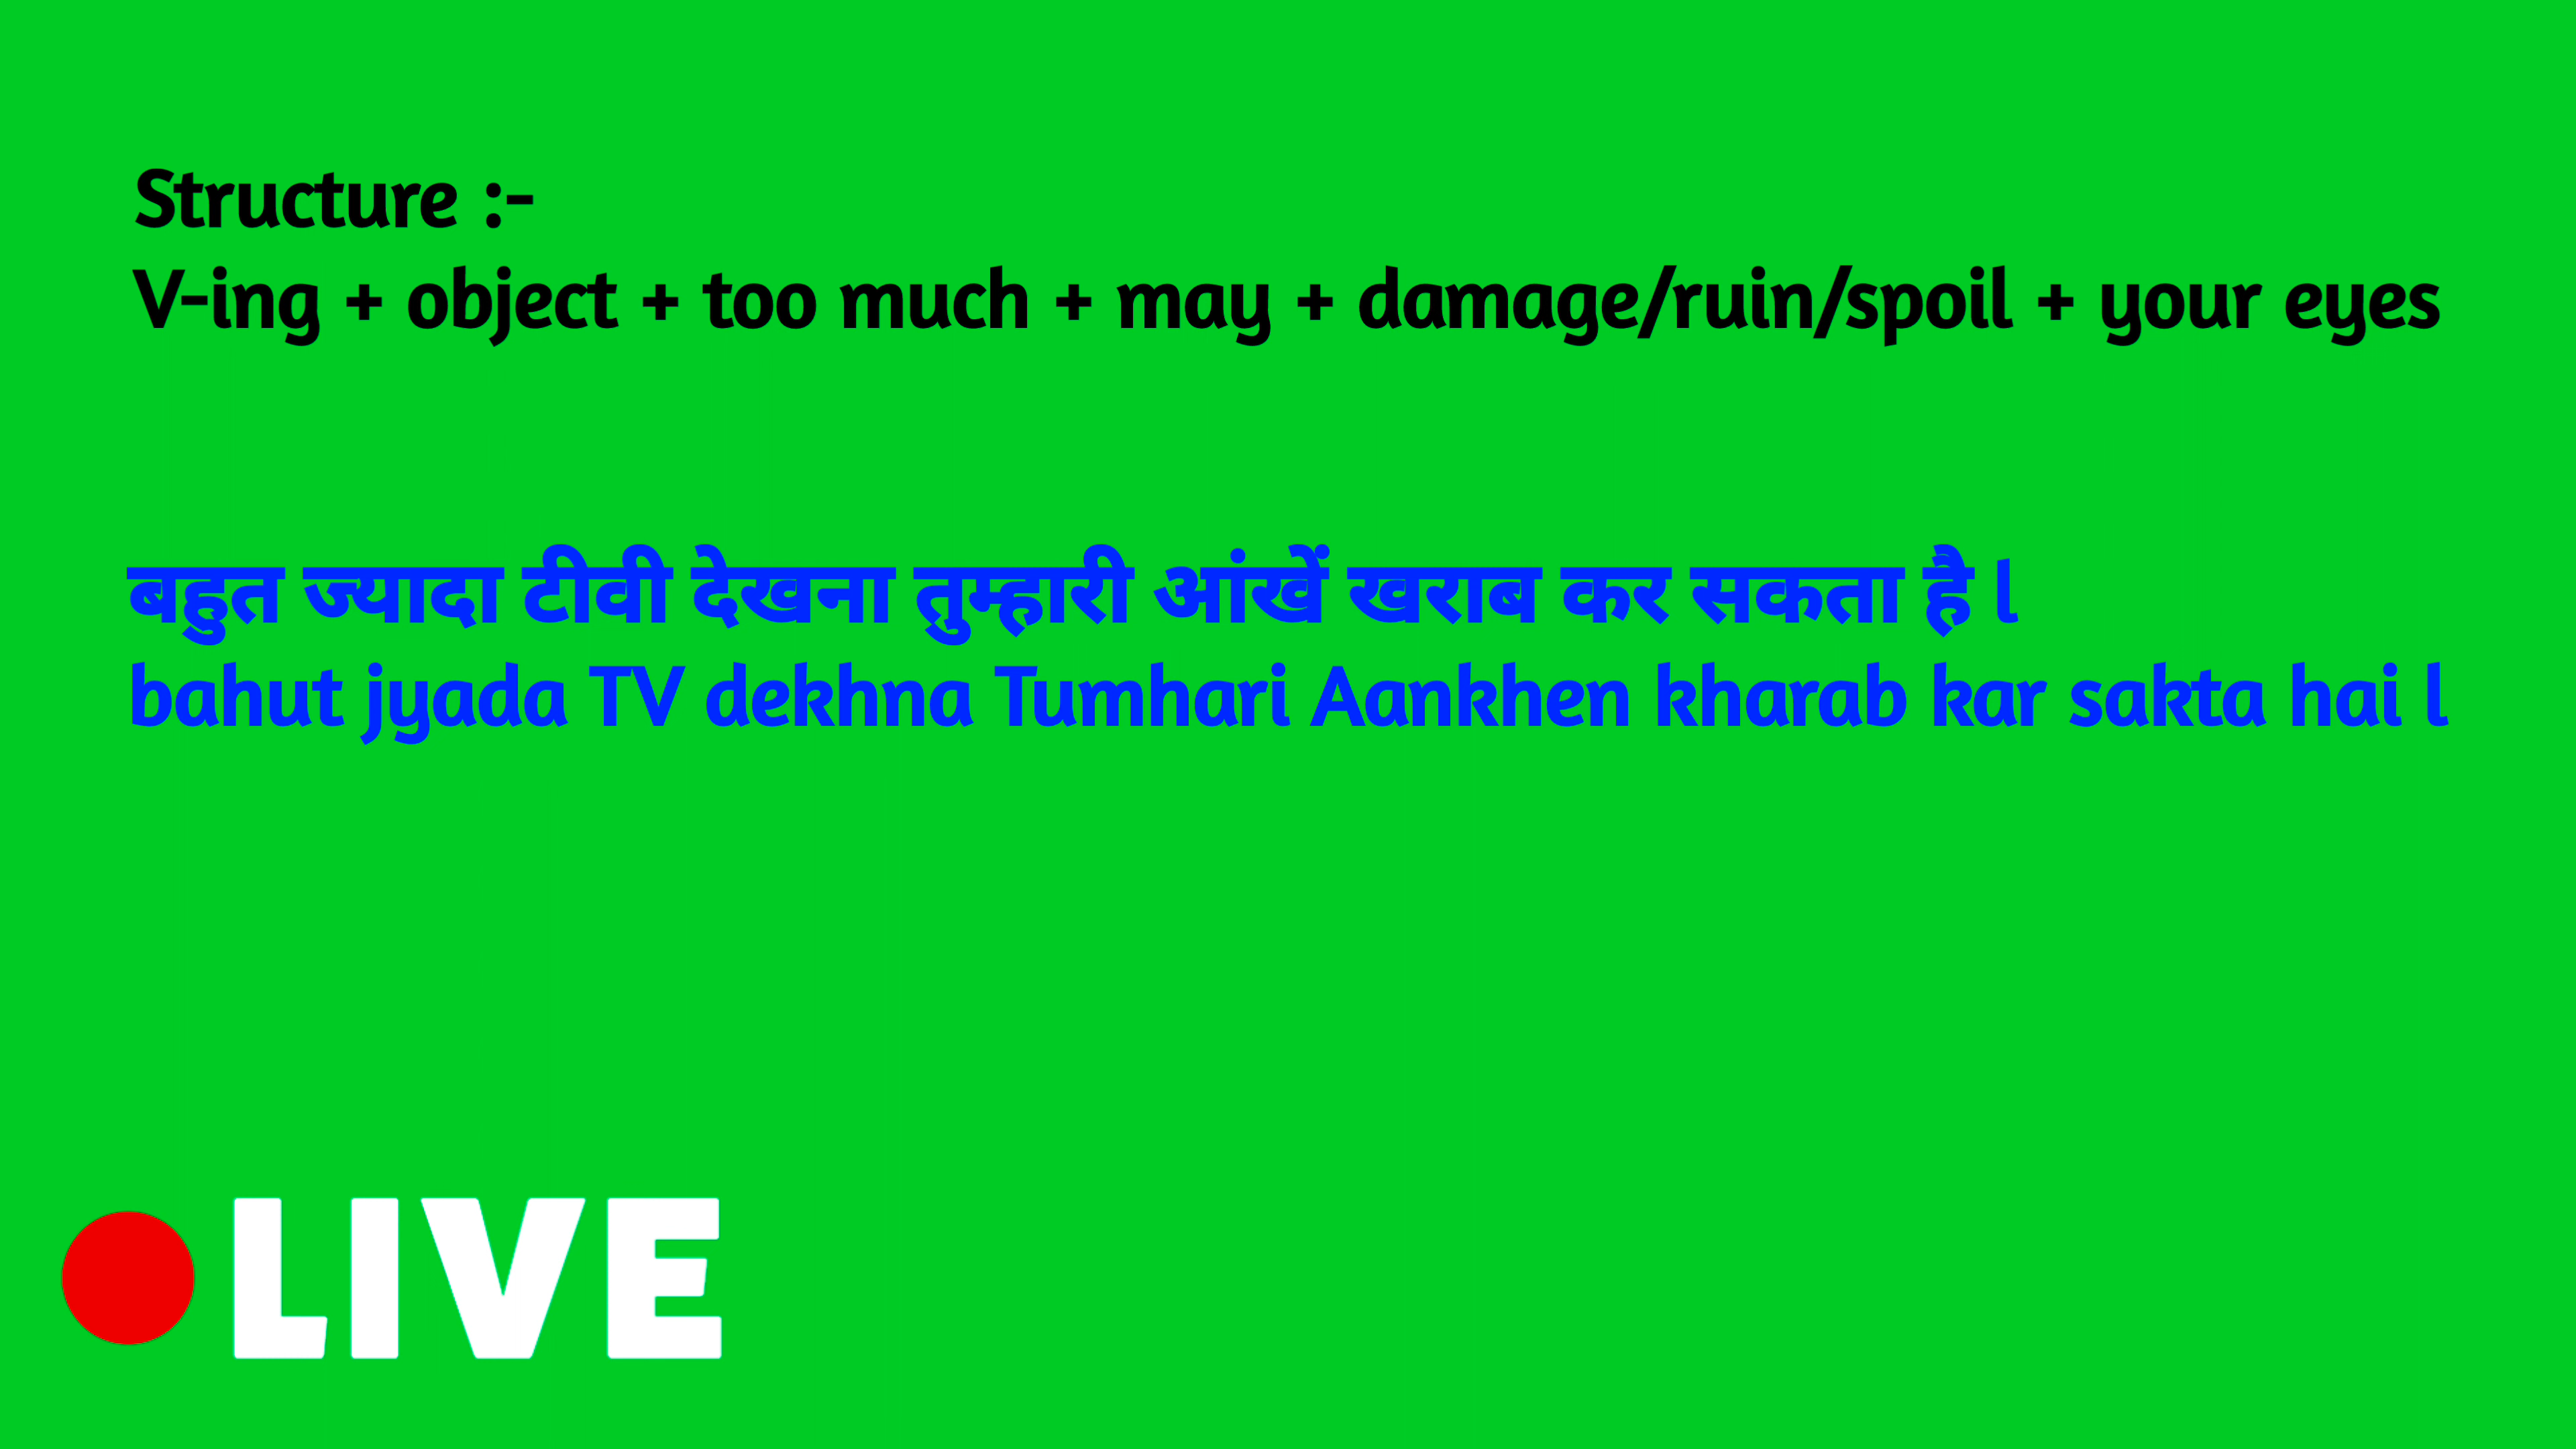 Structure :-
V-ing + object + too much + may + damage/ruin/spoil + your eyes
बहुत ज्यादा टीवी देखना तुम्हारी आंखें खराब कर सकता है l
bahut jyada TV dekhna Tumhari Aankhen kharab kar sakta hai l
LIVE